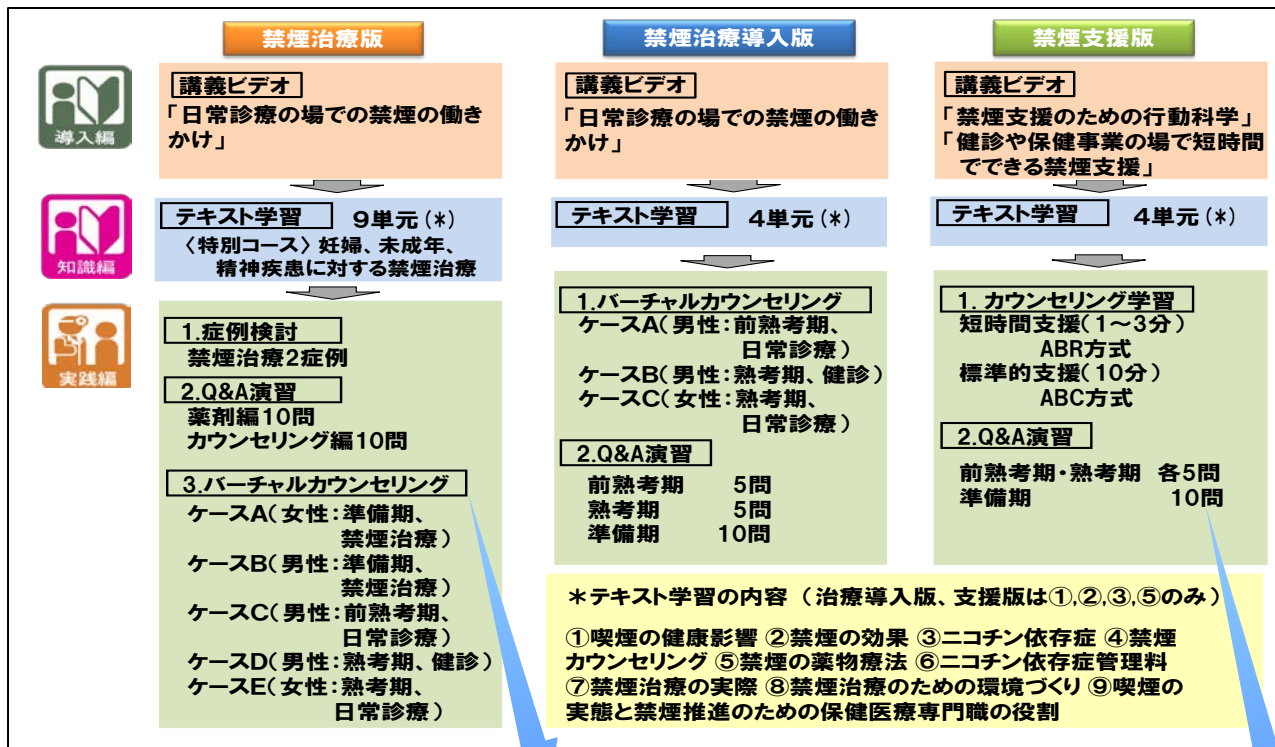 禁煙治療版
禁煙治療導入版
禁煙支援版
導入編
講義ビデオ
「日常診療の場での禁煙の働き
かけ」
講義ビデオ
「日常診療の場での禁煙の働き
かけ」
講義ビデオ
「禁煙支援のための行動科学」
「健診や保健事業の場で短時間
でできる禁煙支援」
知識編
テキスト学習 9単元(*)
〈特別コース〉妊婦、未成年、
精神疾患に対する禁煙治療
テキスト学習 4単元(*)
テキスト学習 4単元(*)
実践編
1.症例検討
禁煙治療2症例
2.Q&A演習
薬剤編10問
カウンセリング編10問
3.バーチャルカウンセリング
ケースA(女性:準備期、
禁煙治療)
ケースB(男性:準備期、
禁煙治療)
ケースC(男性:前熟考期、
日常診療)
ケースD(男性:熟考期、健診)
ケースE(女性:熟考期、
日常診療)
1.バーチャルカウンセリング
ケースA(男性:前熟考期、
日常診療)
ケースB(男性:熟考期、健診)
ケースC(女性:熟考期、
日常診療)
2.Q&A演習
前熟考期 5問
熟考期 5問
準備期 10問
1.カウンセリング学習
短時間支援(1～3分)
ABR方式
標準的支援(10分)
ABC方式
2.Q&A演習
前熟考期・熟考期 各5問
準備期 10問
*テキスト学習の内容 (治療導入版、支援版は①,②,③,⑤のみ)
①喫煙の健康影響 ②禁煙の効果 ③ニコチン依存症 ④禁煙
カウンセリング ⑤禁煙の薬物療法 ⑥ニコチン依存症管理料
⑦禁煙治療の実際 ⑧禁煙治療のための環境づくり ⑨喫煙の
実態と禁煙推進のための保健医療専門職の役割